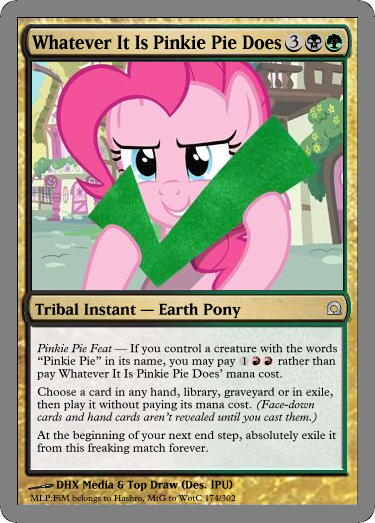 Whatever It Is Pinkie Pie Does 3
Tribal Instant — Earth Pony
Pinkie Pie Feat — If you control a creature with the words
“Pinkie Pie” in its name, you may pay 1 rather than
pay Whatever It Is Pinkie Pie Does’ mana cost.
Choose a card in any hand, library, graveyard or in exile,
then play it without paying its mana cost. (Face-down
cards and hand cards aren’t revealed until you cast them.)
At the beginning of your next end step, absolutely exile it
from this freaking match forever.
DHX Media & Top Draw (Des. IPU)
MLP:FiM belongs to Hasbro, MtG to WotC 174/302